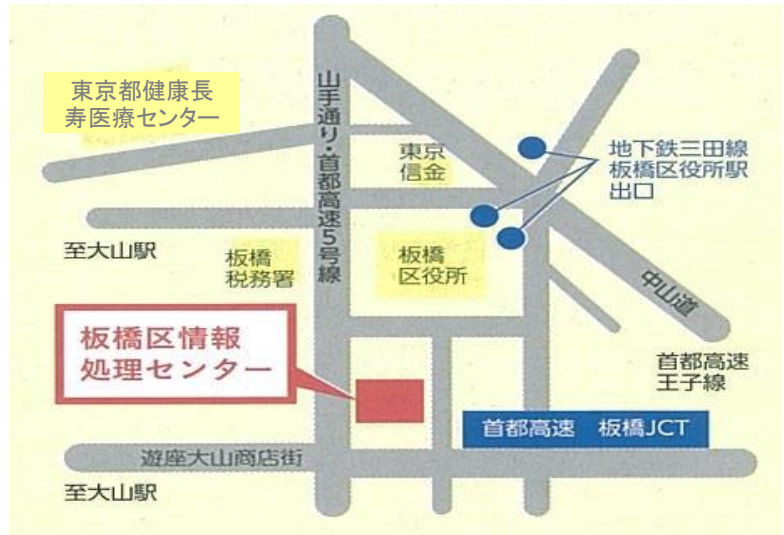 東京都健康長
寿医療センター
山手通り・首都高速5号線
東京
信金
地下鉄三田線
板橋区役所駅
出口
至大山駅
板橋
税務署
板橋
区役所
中山道
板橋区情報
処理センター
首都高速
王子線
首都高速 板橋JCT
遊座大山商店街
至大山駅